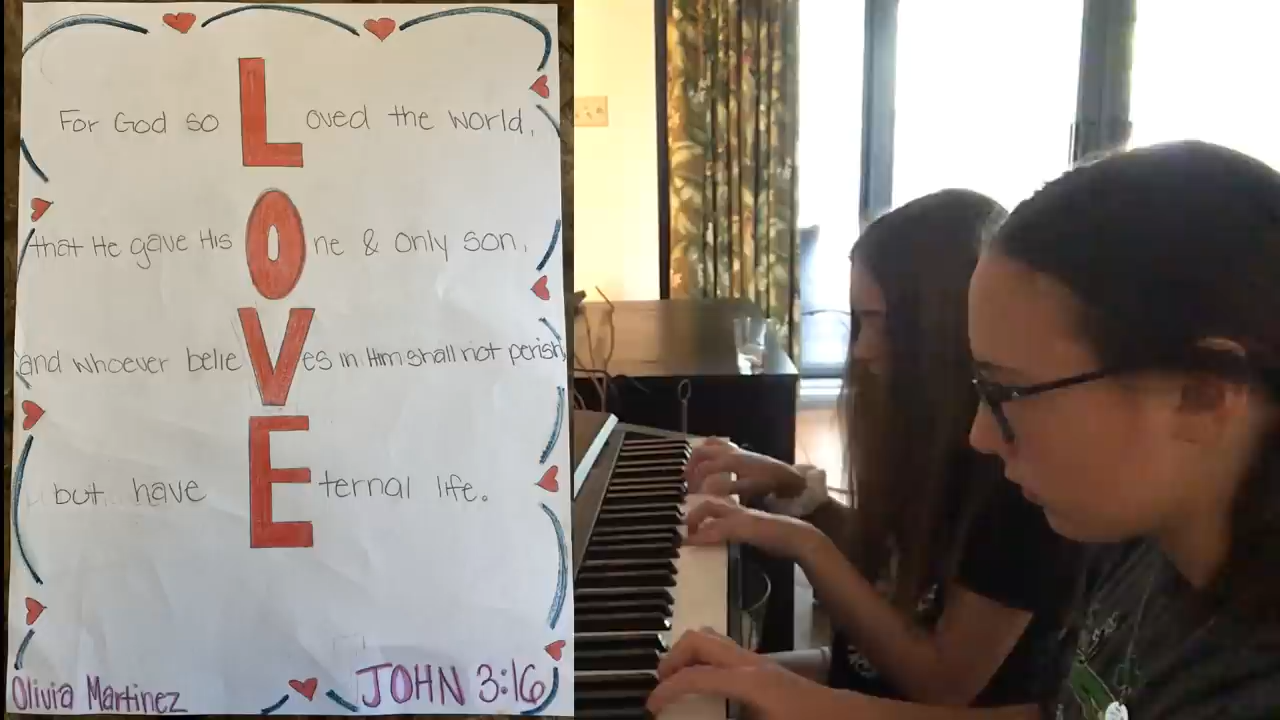 For God so Loved the world,
that He gave His One & Only son,
and whoever believes in Him shall not perish,
but have Eternal life.
Olivia Martinez JOHN 3:16